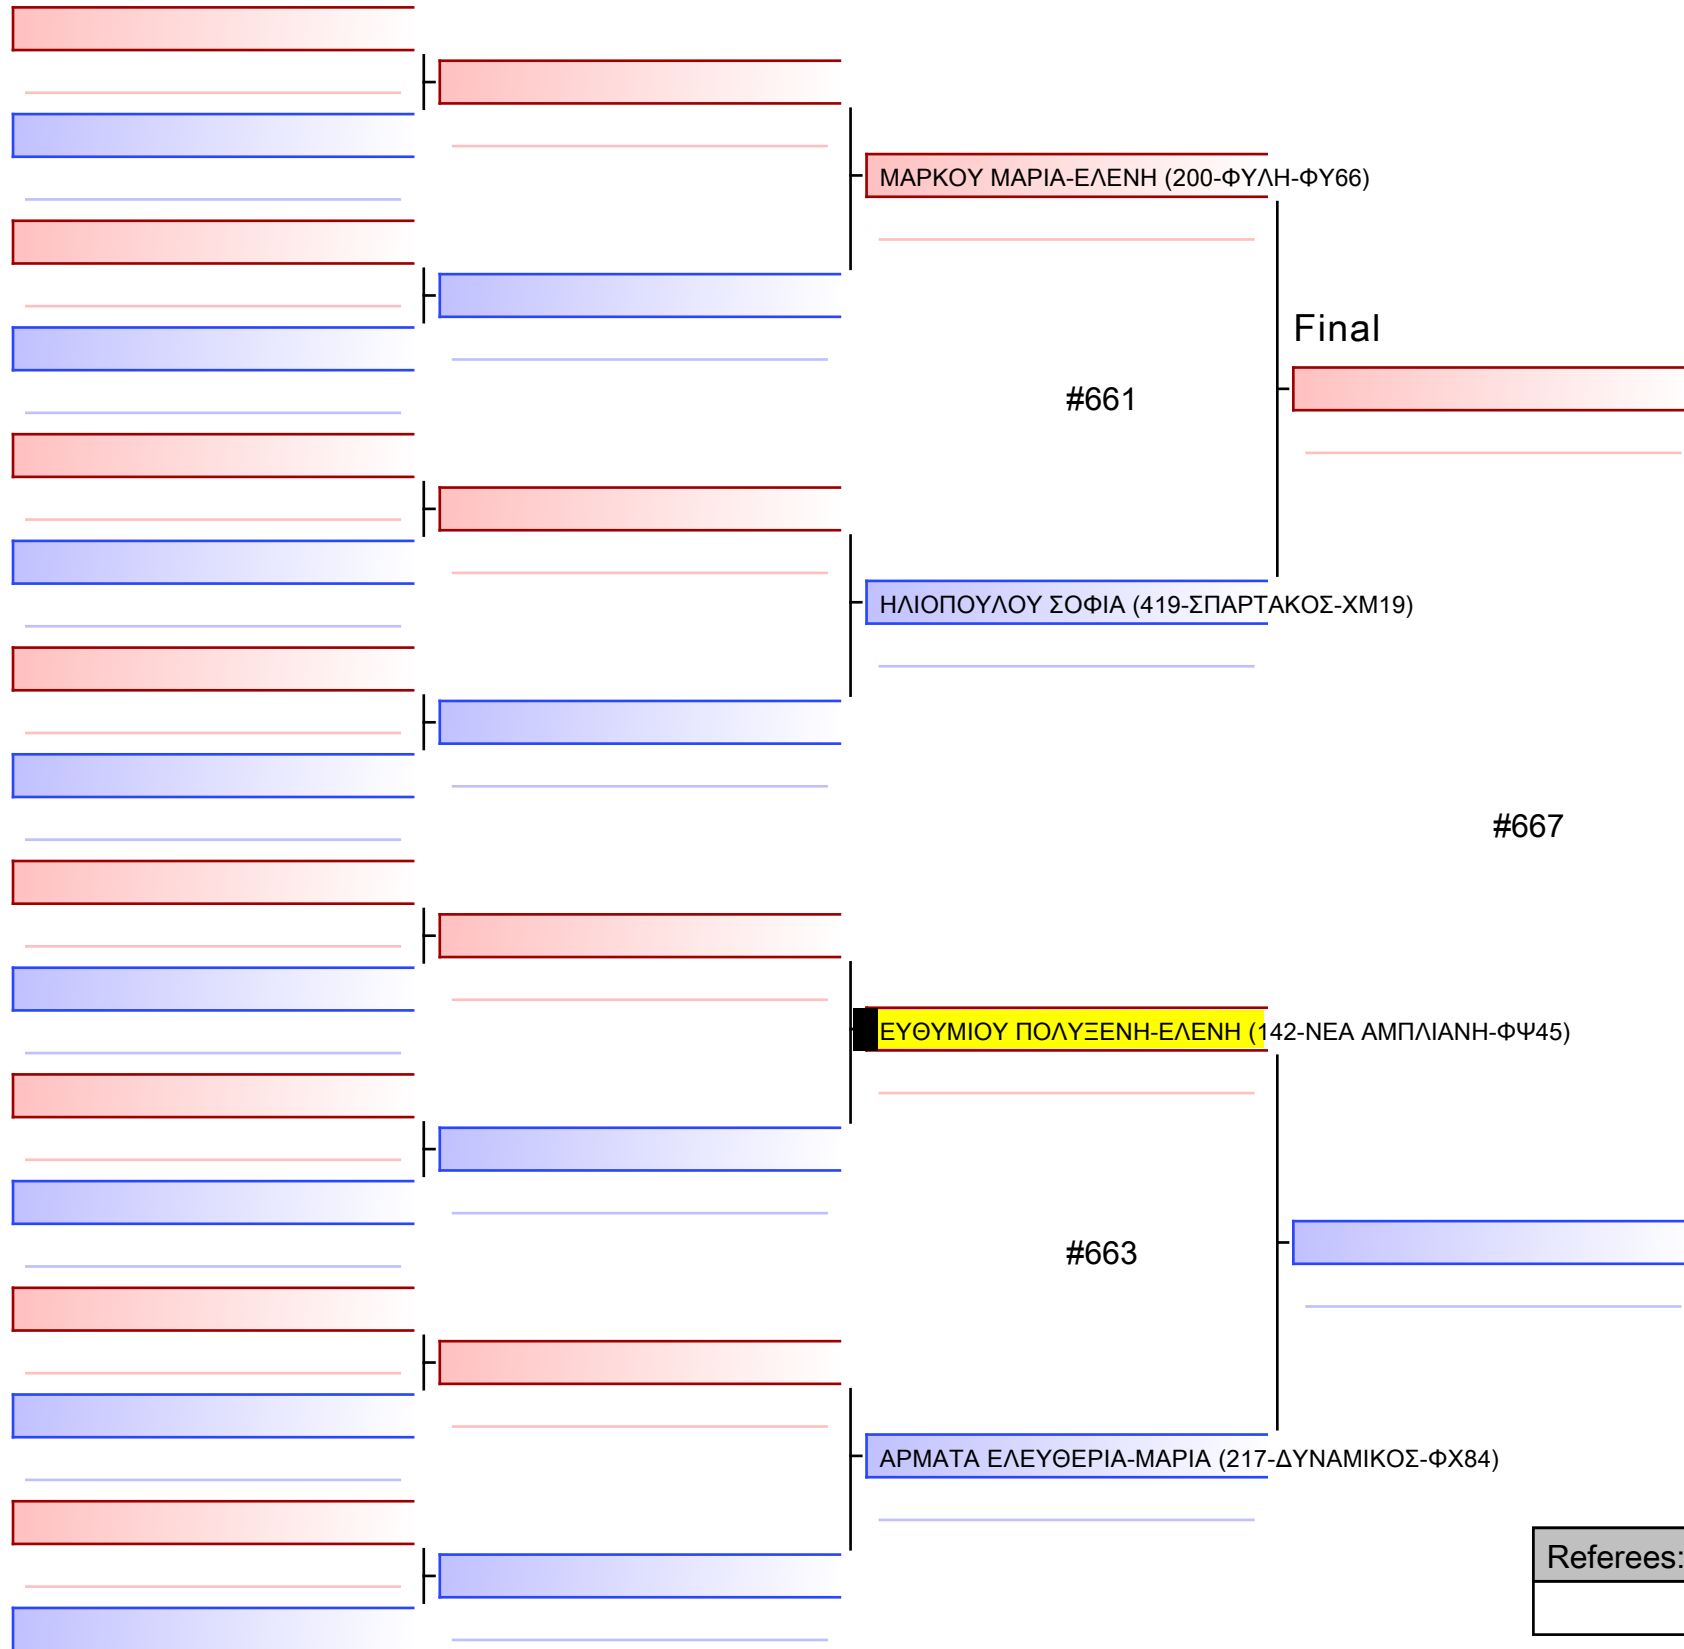 ΜΑΡΚΟΥ ΜΑΡΙΑ-ΕΛΕΝΗ (200-ΦΥΛΗ-ΦΥ66)
Final
#661
ΗΛΙΟΠΟΥΛΟΥ ΣΟΦΙΑ (419-ΣΠΑΡΤΑΚΟΣ-ΧΜ19)
#667
ΕΥΘΥΜΙΟΥ ΠΟΛΥΞΕΝΗ-ΕΛΕΝΗ (142-ΝΕΑ ΑΜΠΛΙΑΝΗ-ΦΨ45)
#663
ΑΡΜΑΤΑ ΕΛΕΥΘΕΡΙΑ-ΜΑΡΙΑ (217-ΔΥΝΑΜΙΚΟΣ-ΦΧ84)
Referees: